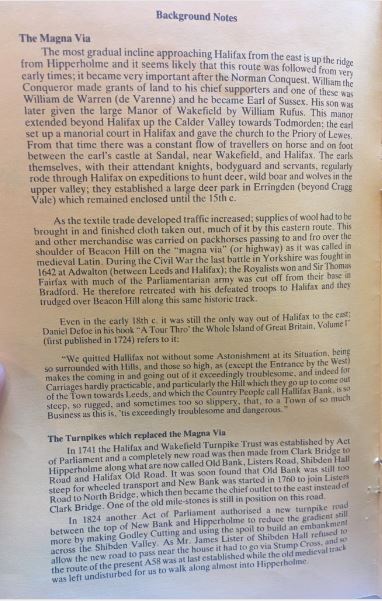 Background Notes
The Magna Via
The most gradual incline approaching Halifax from the east is up the ridge
from Hipperholme and it seems likely that this route was followed from very
early times; it became very important after the Norman Conquest. William the
Conqueror made grants of land to his chief supporters and one of these was
William de Warren (de Varenne) and he became Earl of Sussex. His son was
later given the large Manor of Wakefield by William Rufus. This manor
extended beyond Halifax up the Calder Valley towards Todmorden; the earl
set up a manorial court in Halifax and gave the church to the Priory of Lewes.
From that time there was a constant flow of travellers on horse and on foot
between the earl's castle at Sandal, near Wakefield, and Halifax. The earls
themselves, with their attendant knights, bodyguard and servants, regularly
rode through Halifax on expeditions to hunt deer, wild boar and wolves in the
upper valley; they established a large deer park in Erringden (beyond Cragg
Vale) which remained enclosed until the 15th c.
As the textile trade developed traffic increased; supplies of wool had to be
brought in and finished cloth taken out, much of it by this eastern route. This
and other merchandise was carried on packhorses passing to and fro over the
shoulder of Beacon Hill on the "magna via" (or highway) as it was called in
medieval Latin. During the Civil War the last battle in Yorkshire was fought in
1642 at Adwalton (between Leeds and Halifax); the Royalists won and Sir Thomas
Fairfax with much of the Parliamentary army was cut off from their base in
Bradford. He therefore retreated with his defeated troops to Halifax and they
trudged over Beacon Hill along this same historic track.
Even in the early 18th c. it was still the only way out of Halifax to the east;
Daniel Defoe in his book "A Tour Thro' the Whole Island of Great Britain, Volume I"
(first published in 1724) refers to it:
"We quitted Hallifax not without some Astonishment at its Situation, being
so surrounded with Hills, and those so high, as (except the Entrance by the West)
makes the coming in and going out of it exceedingly troublesome, and indeed for
Carriages hardly practicable, and particularly the Hill which they go up to come out
of the Town towards Leeds, and which the Country People call Hallifax Bank, is so
steep, so rugged, and sometimes too so slippery, that, to a Town of so much
Business as this is, 'tis exceedingly troublesome and dangerous."
The Turnpikes which replaced the Magna Via
In 1741 the Halifax and Wakefield Turnpike Trust was established by Act
of Parliament and a completely new road was then made from Clark Bridge to
Hipperholme along what are now called Old Bank, Listers Road, Shibden Hall
Road and Halifax Old Road. It was soon found that Old Bank was still too
steep for wheeled transport and New Bank was started in 1760 to join Listers
Road to North Bridge, which then became the chief outlet to the east instead of
Clark Bridge. One of the old mile-stones is still in position on this road.
In 1824 another Act of Parliament authorised a new turnpike road
between the top of New Bank and Hipperholme to reduce the gradient still
more by making Godley Cutting and using the spoil to build an embankment
across the Shibden Valley. As Mr. James Lister of Shibden Hall refused to
allow the new road to pass near the house it had to go via Stump Cross, and so
the route of the present A58 was at last established while the old medieval track
was left undisturbed for us to walk along almost into Hipperholme.